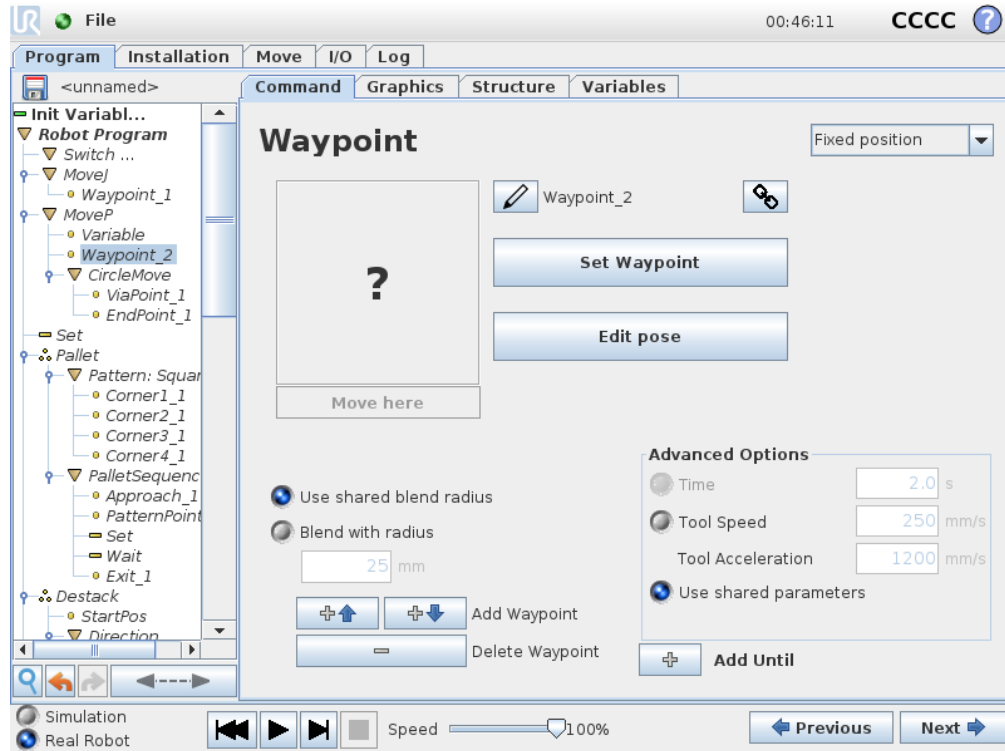 UR File 00:46:11 CCCC ?
Program Installation Move I/O Log
<unnamed>
Command Graphics Structure Variables
Init Variabl...
Robot Program
Switch ...
MoveJ
Waypoint_1
MoveP
Variable
Waypoint_2
CircleMove
ViaPoint_1
EndPoint_1
Set
Pallet
Pattern: Squar
Corner1_1
Corner2_1
Corner3_1
Corner4_1
PalletSequenc
Approach_1
PatternPoint
Set
Wait
Exit_1
Destack
StartPos
Direction
Waypoint
Fixed position
?
Waypoint_2
Set Waypoint
Edit pose
Move here
Use shared blend radius
Blend with radius
25 mm
Add Waypoint
Delete Waypoint
Advanced Options
Time 2.0 s
Tool Speed 250 mm/s
Tool Acceleration 1200 mm/s
Use shared parameters
Add Until
Simulation
Real Robot
Speed 100%
Previous Next